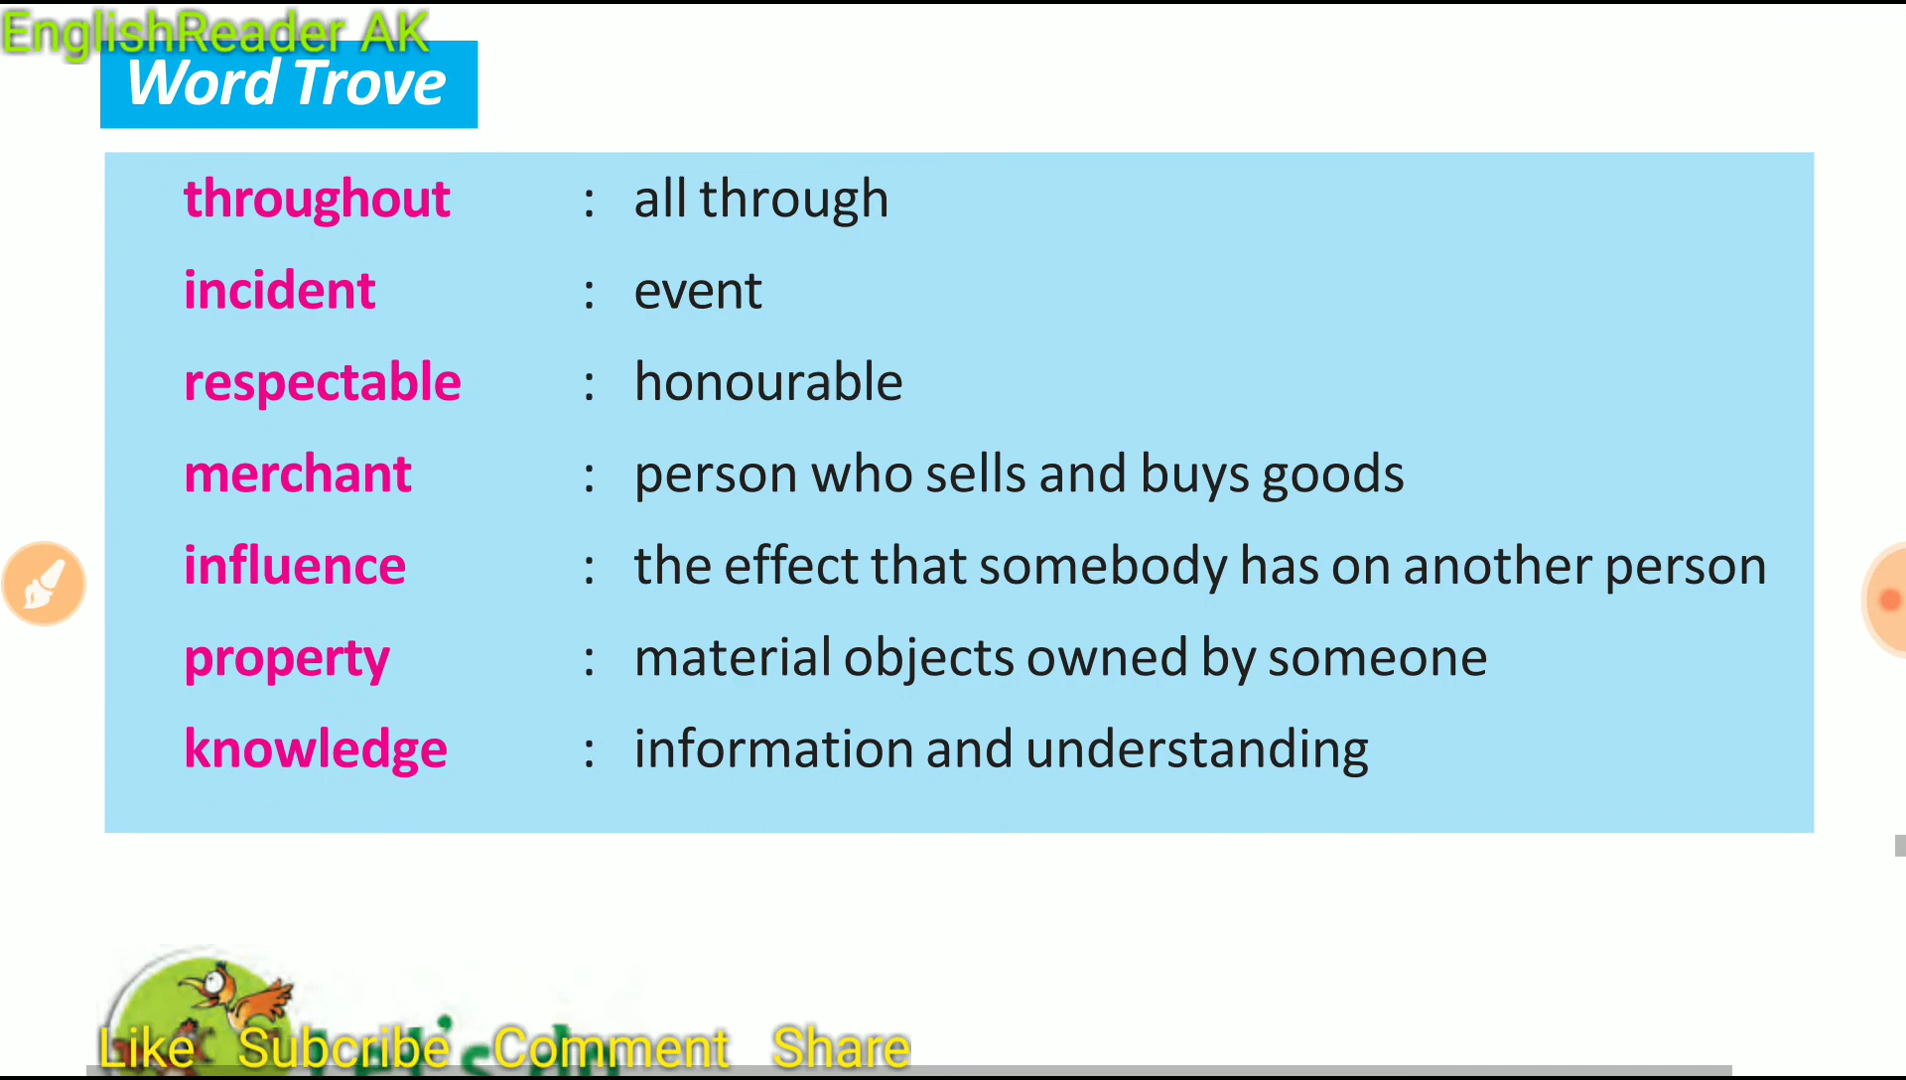 EnglishReader AK
Word Trove
throughout : all through
incident : event
respectable : honourable
merchant : person who sells and buys goods
influence : the effect that somebody has on another person
property : material objects owned by someone
knowledge : information and understanding
Let's do
Like Subcribe Comment Share